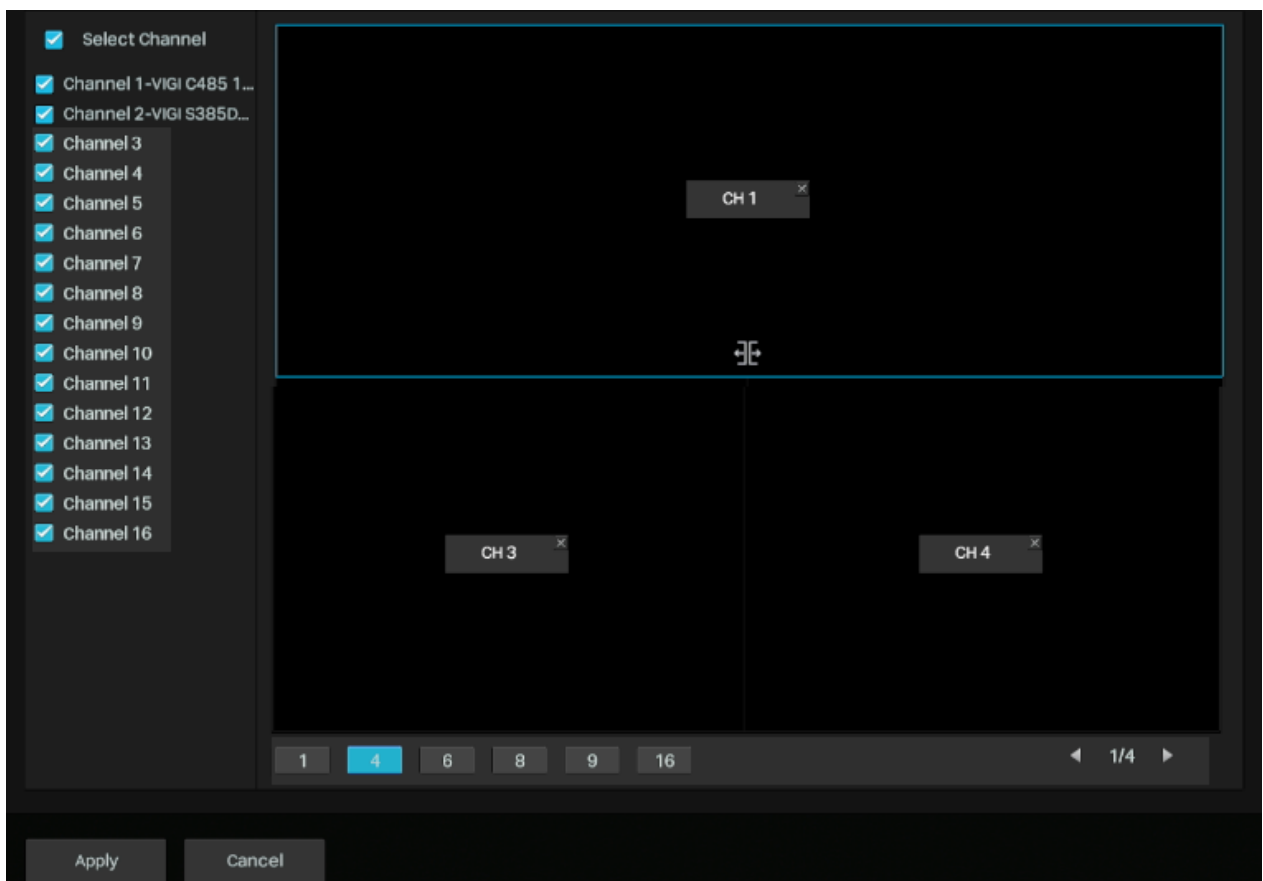 Select Channel
Channel 1-VIGI C485 1...
Channel 2-VIGI S385D...
Channel 3
Channel 4
Channel 5
Channel 6
Channel 7
Channel 8
Channel 9
Channel 10
Channel 11
Channel 12
Channel 13
Channel 14
Channel 15
Channel 16
CH 1
CH 3
CH 4
1 4 6 8 9 16 1/4
Apply Cancel